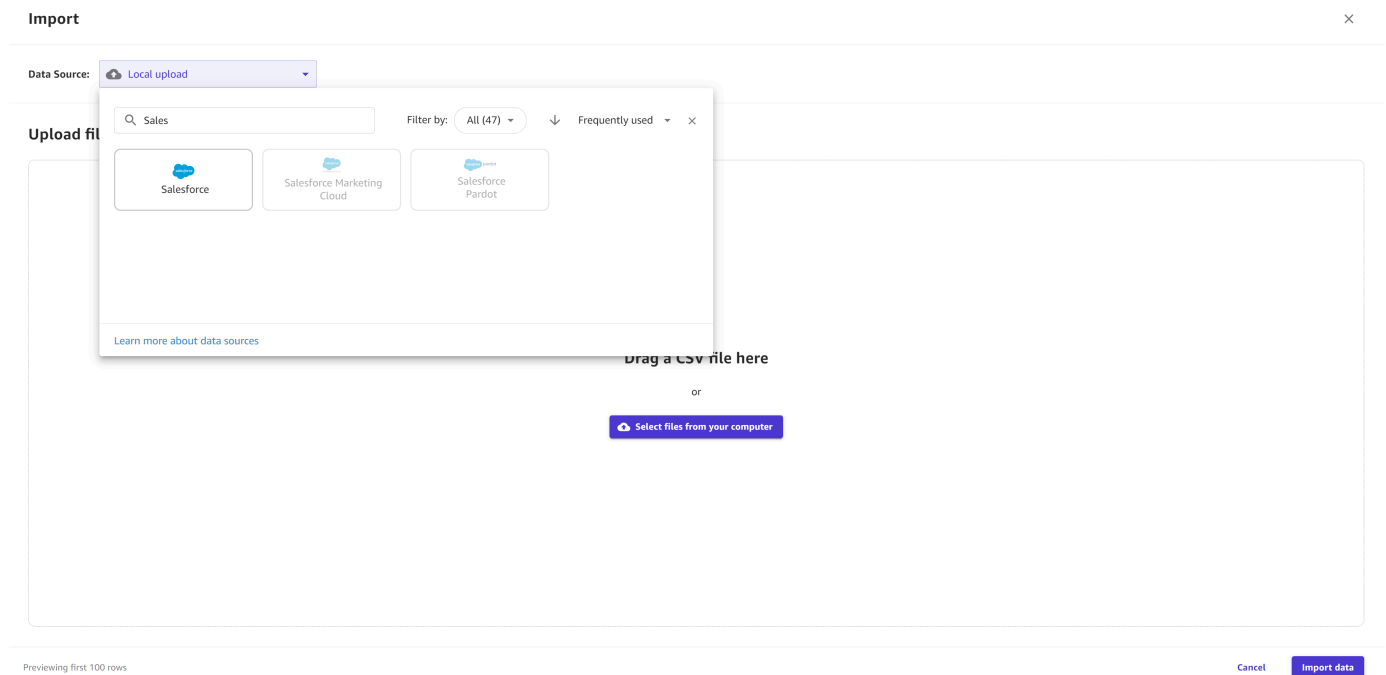 Import
Data Source:
Local upload
Sales
Filter by:
All (47)
Frequently used
Upload fil
salesforce
Salesforce
Salesforce Marketing
Cloud
Salesforce
Pardot
Learn more about data sources
Drag a CSV file here
or
Select files from your computer
Previewing first 100 rows
Cancel
Import data